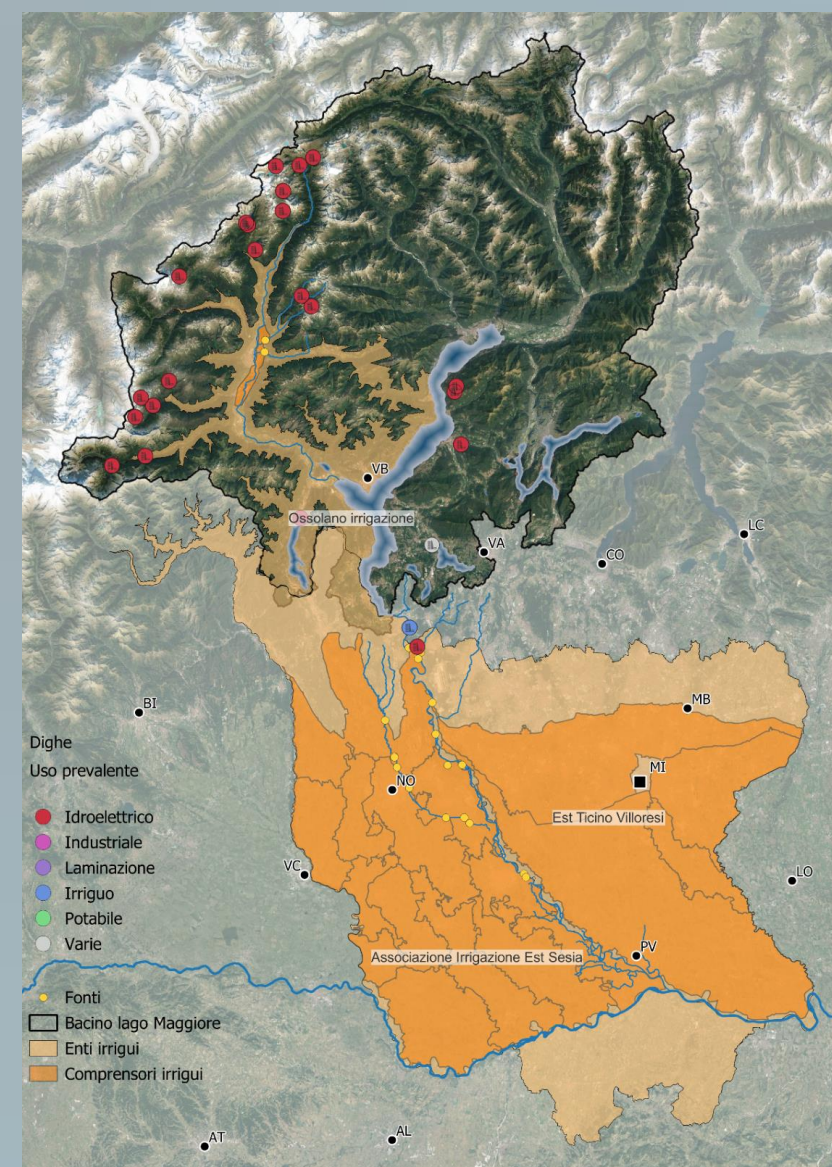 VB
Ossolano irrigazione
VA
CO
LC
BI
MB
Dighe
Uso prevalente
MI
NO
Idroelettrico
Est Ticino Villoresi
Industriale
Laminazione
VC
LO
Irriguo
Potabile
Varie
Associazione Irrigazione Est Sesia
PV
Fonti
Bacino lago Maggiore
Enti irrigui
Comprensori irrigui
AT
AL